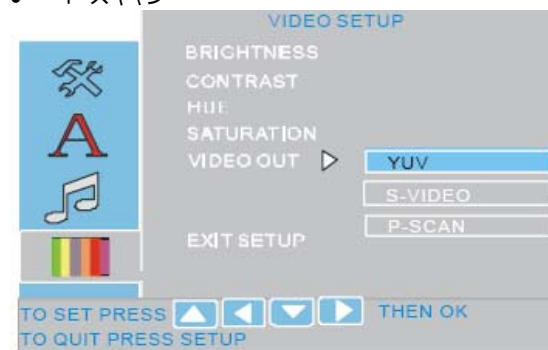 VIDEO SETUP
BRIGHTNESS
CONTRAST
HUE
SATURATION
VIDEO OUT
YUV
S-VIDEO
P-SCAN
EXIT SETUP
TO SET PRESS THEN OK
TO QUIT PRESS SETUP